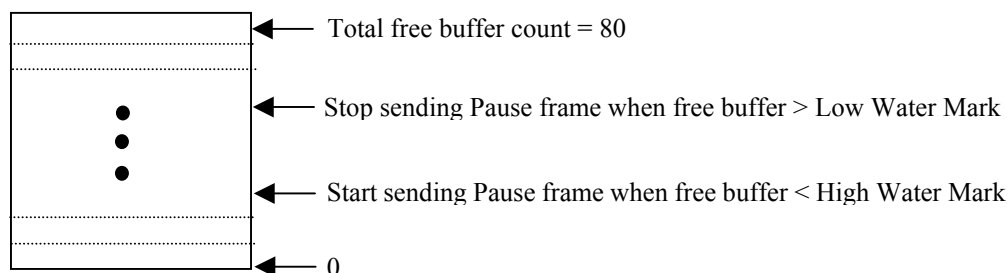 Total free buffer count = 80
Stop sending Pause frame when free buffer > Low Water Mark
Start sending Pause frame when free buffer < High Water Mark
0